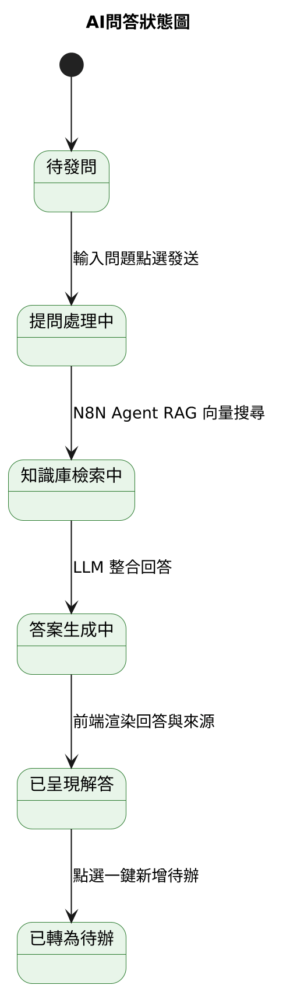 AI問答狀態圖
待發問
輸入問題點選發送
提問處理中
N8N Agent RAG 向量搜尋
知識庫檢索中
LLM 整合回答
答案生成中
前端渲染回答與來源
已呈現解答
點選一鍵新增待辦
已轉為待辦